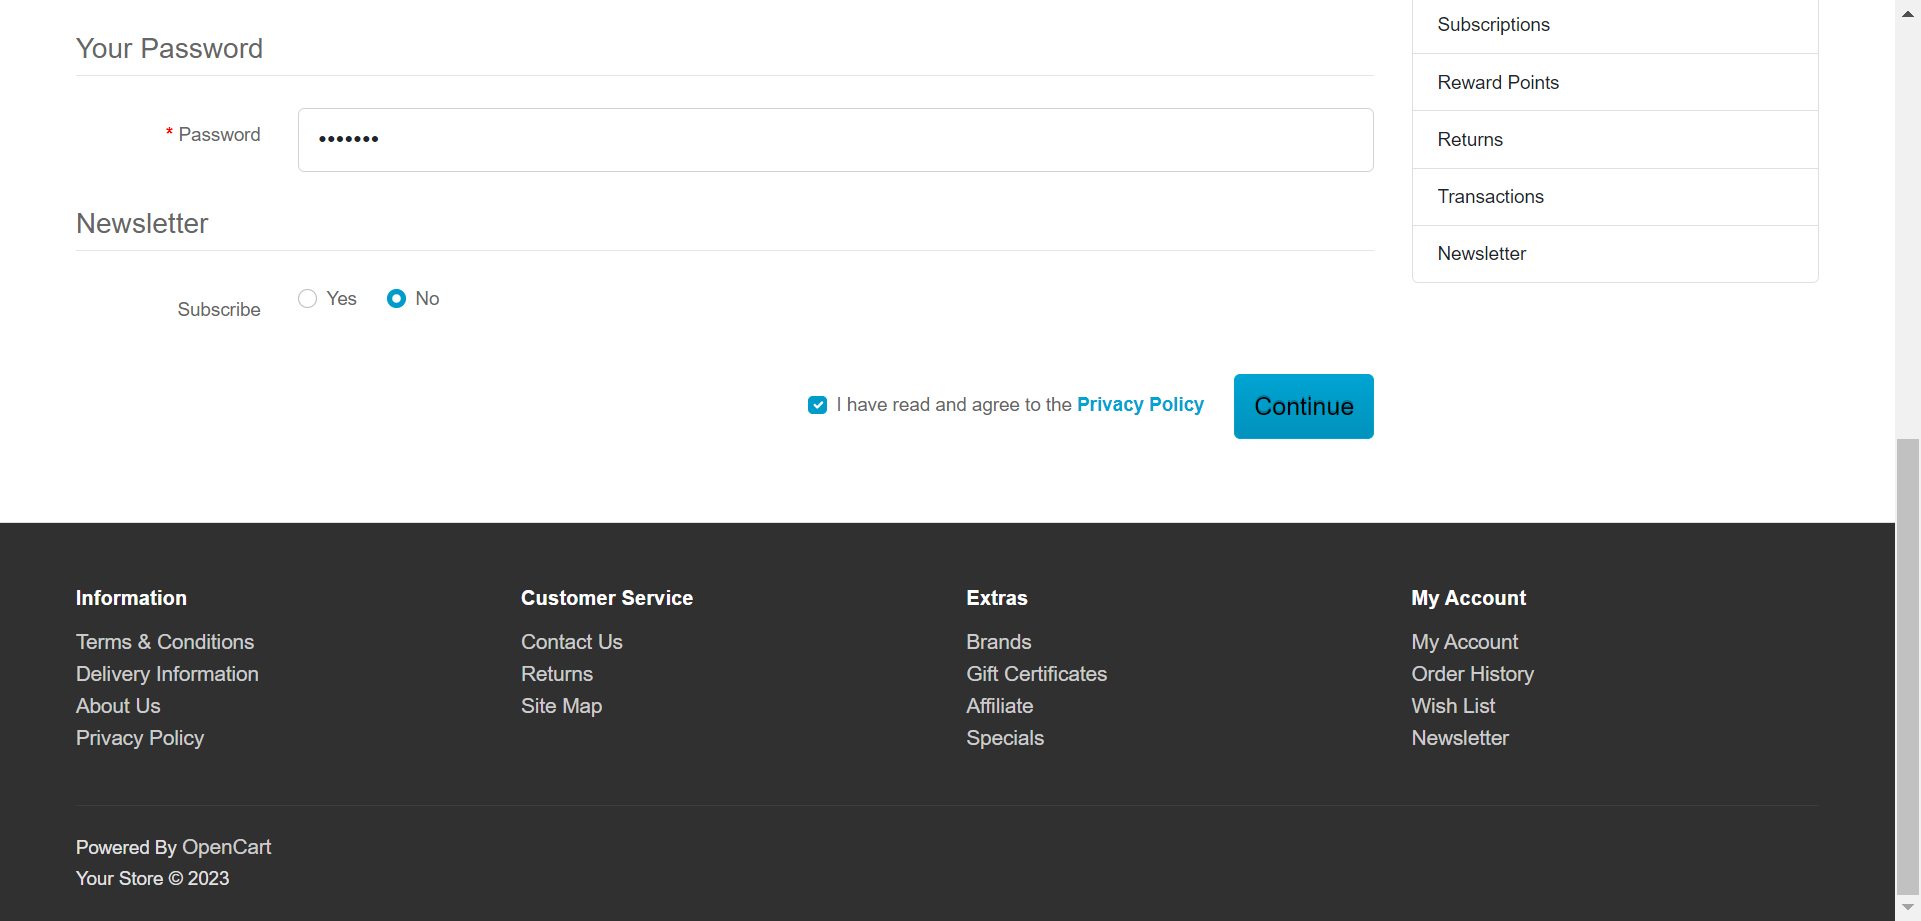 Your Password
* Password
•••••••
Newsletter
Subscribe
Yes
No
I have read and agree to the Privacy Policy
Continue
Subscriptions
Reward Points
Returns
Transactions
Newsletter
Information
Terms & Conditions
Delivery Information
About Us
Privacy Policy
Customer Service
Contact Us
Returns
Site Map
Extras
Brands
Gift Certificates
Affiliate
Specials
My Account
My Account
Order History
Wish List
Newsletter
Powered By OpenCart
Your Store © 2023